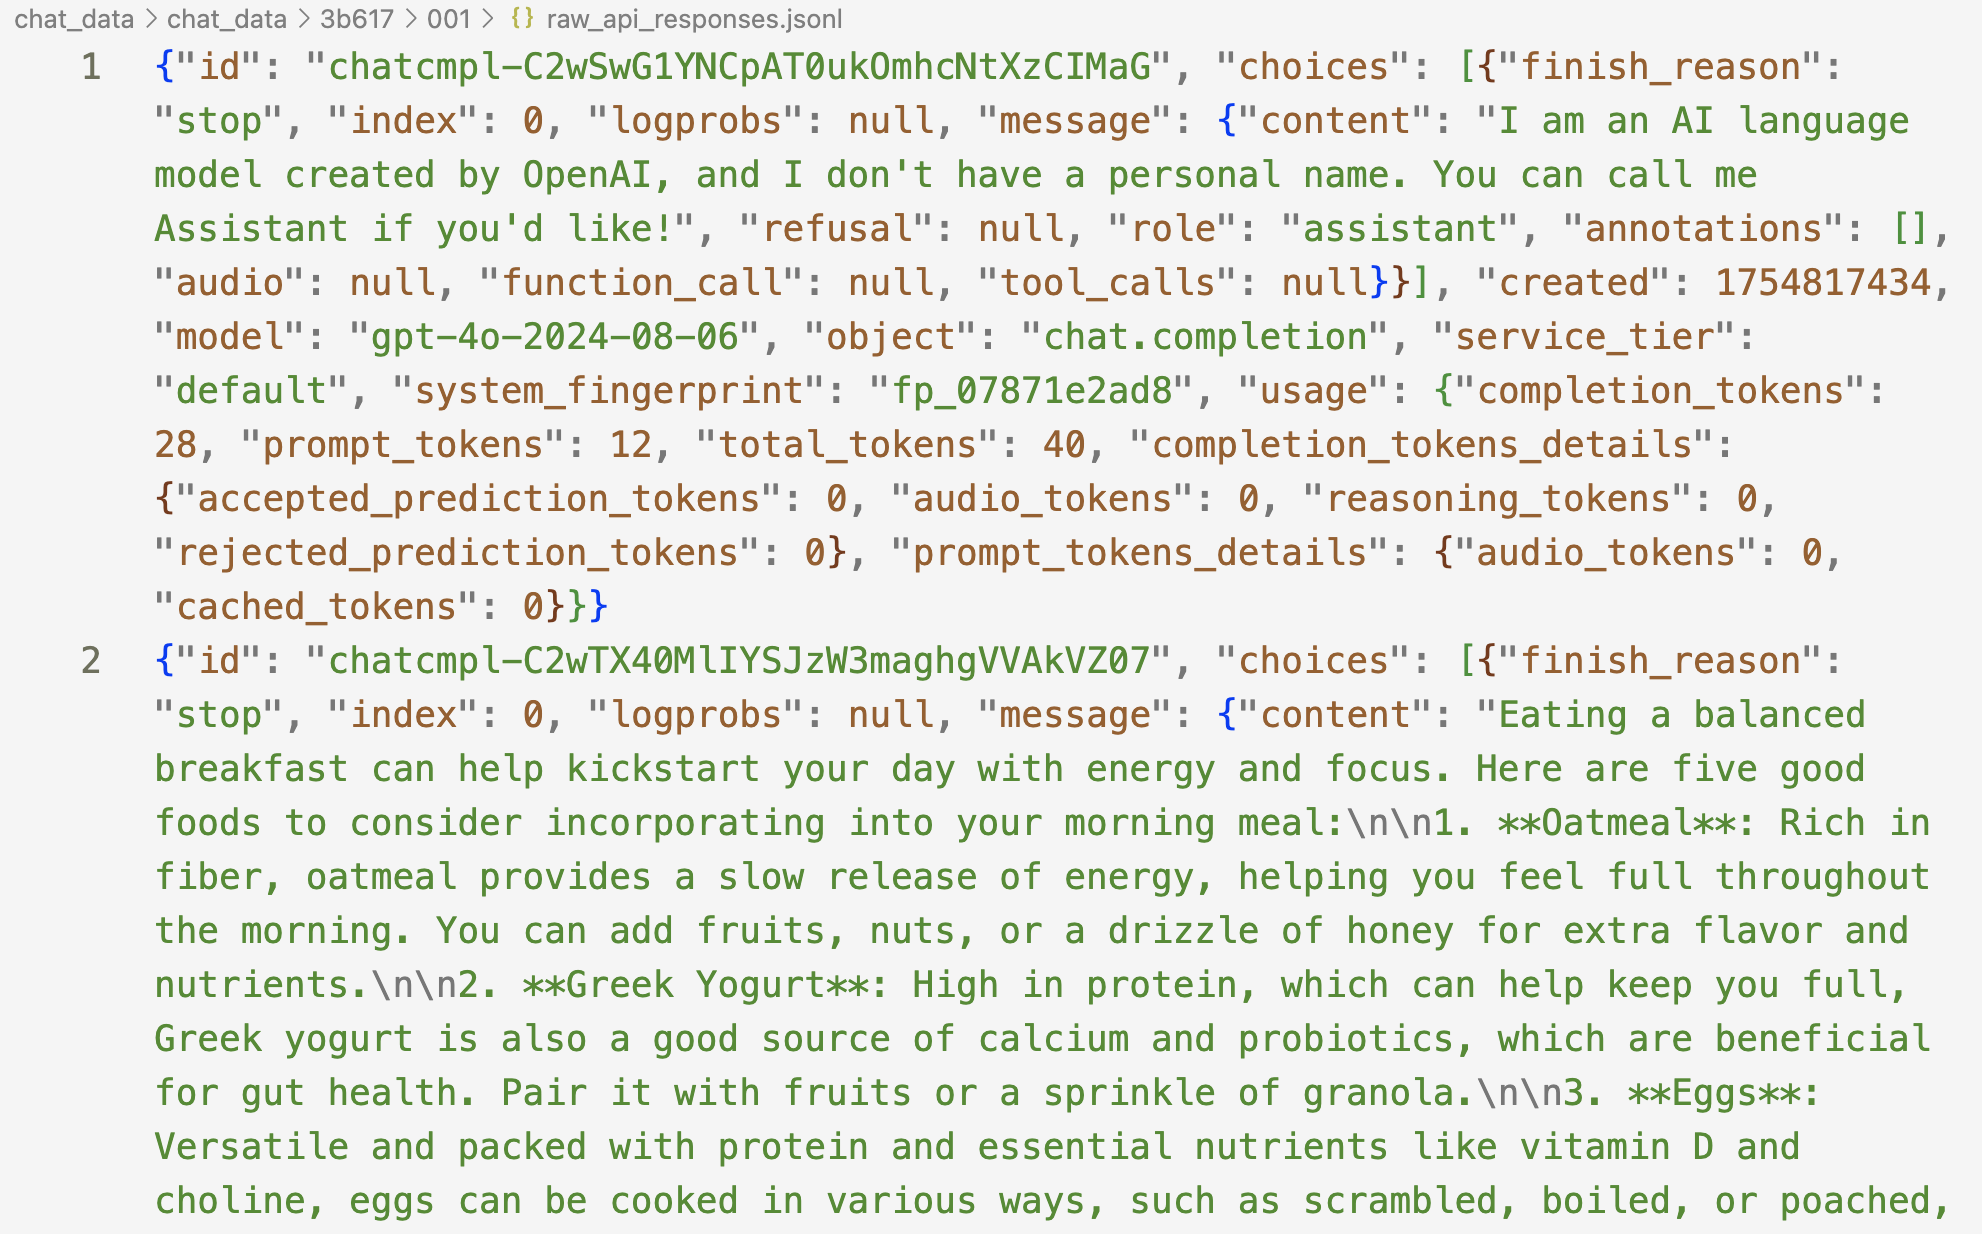 chat_data > chat_data > 3b617 > 001 > {} raw_api_responses.jsonl
1 {"id": "chatcmpl-C2wSwG1YNCpAT0ukOmhcNtXzCIMaG", "choices": [{"finish_reason":
"stop", "index": 0, "logprobs": null, "message": {"content": "I am an AI language
model created by OpenAI, and I don't have a personal name. You can call me
Assistant if you'd like!", "refusal": null, "role": "assistant", "annotations": [],
"audio": null, "function_call": null, "tool_calls": null}}], "created": 1754817434,
"model": "gpt-4o-2024-08-06", "object": "chat.completion", "service_tier":
"default", "system_fingerprint": "fp_07871e2ad8", "usage": {"completion_tokens":
28, "prompt_tokens": 12, "total_tokens": 40, "completion_tokens_details":
{"accepted_prediction_tokens": 0, "audio_tokens": 0, "reasoning_tokens": 0,
"rejected_prediction_tokens": 0}, "prompt_tokens_details": {"audio_tokens": 0,
"cached_tokens": 0}}}
2 {"id": "chatcmpl-C2wTX40MlIYSJzW3maghgVVAkVZ07", "choices": [{"finish_reason":
"stop", "index": 0, "logprobs": null, "message": {"content": "Eating a balanced
breakfast can help kickstart your day with energy and focus. Here are five good
foods to consider incorporating into your morning meal:\n\n1. **Oatmeal**: Rich in
fiber, oatmeal provides a slow release of energy, helping you feel full throughout
the morning. You can add fruits, nuts, or a drizzle of honey for extra flavor and
nutrients.\n\n2. **Greek Yogurt**: High in protein, which can help keep you full,
Greek yogurt is also a good source of calcium and probiotics, which are beneficial
for gut health. Pair it with fruits or a sprinkle of granola.\n\n3. **Eggs**:
Versatile and packed with protein and essential nutrients like vitamin D and
choline, eggs can be cooked in various ways, such as scrambled, boiled, or poached,